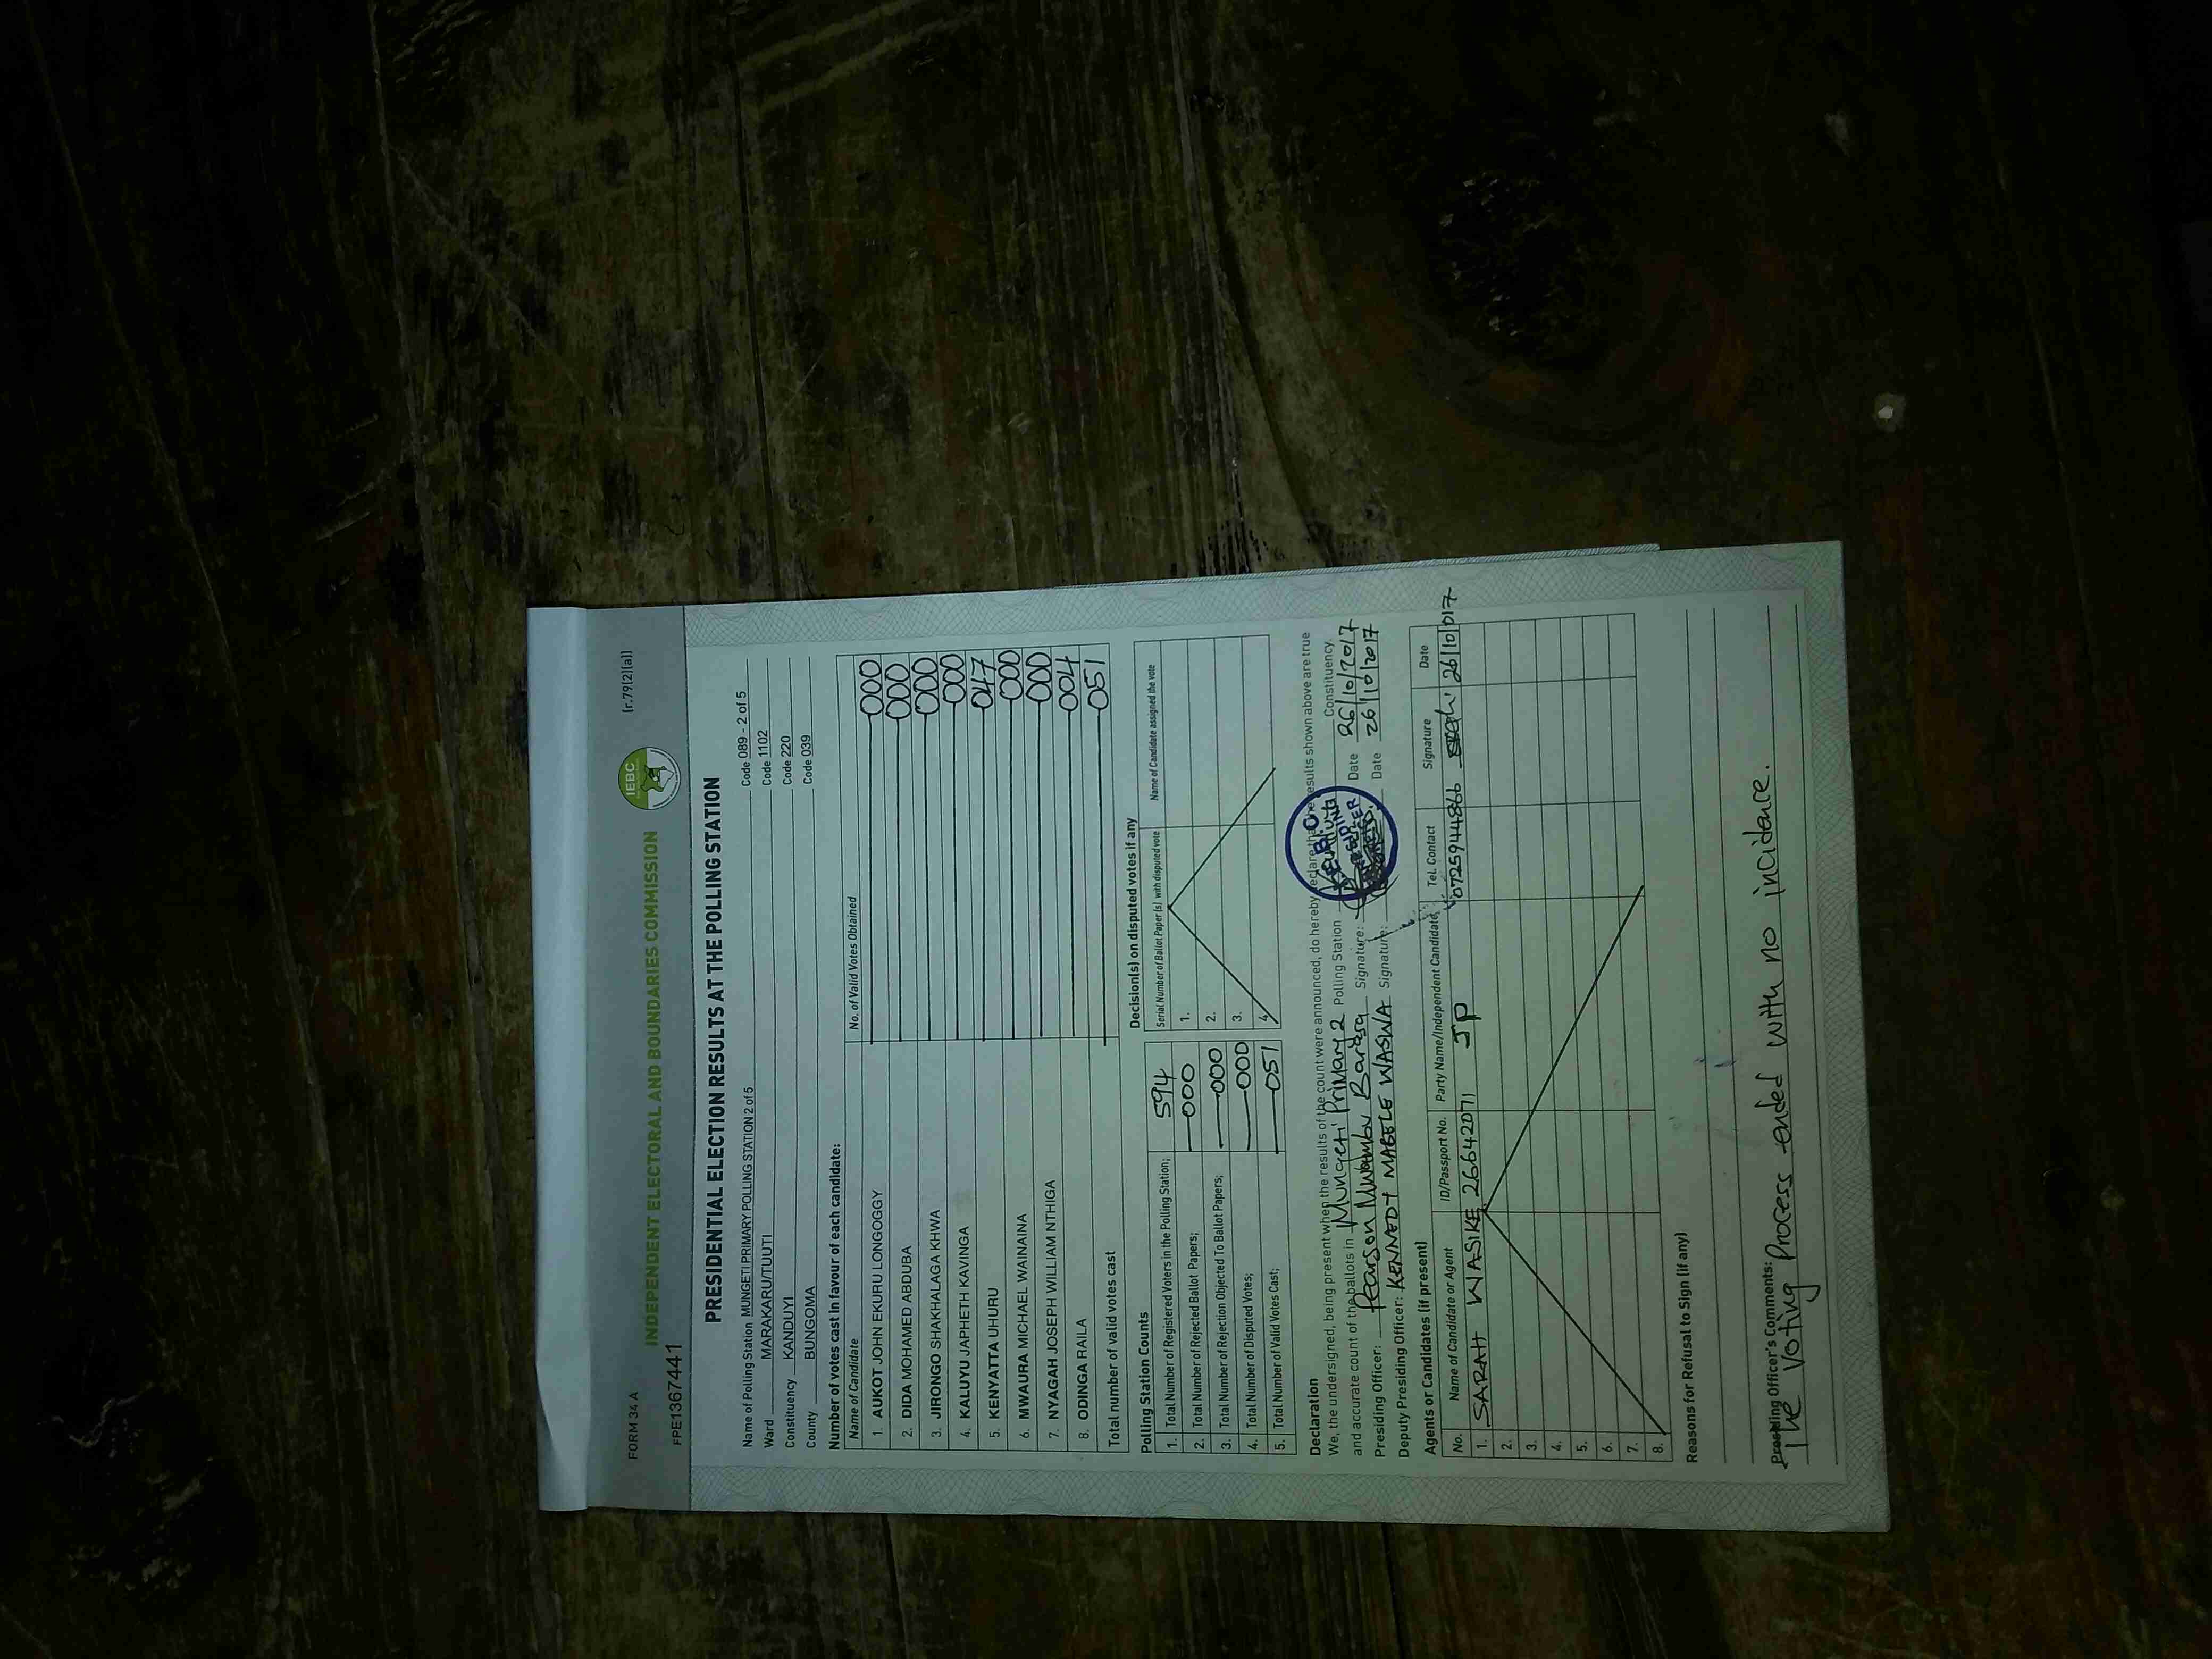 FORM 34 A
INDEPENDENT ELECTORAL AND BOUNDARIES COMMISSION
IEBC
(r.79(2)(a))
FPE1367441
PRESIDENTIAL ELECTION RESULTS AT THE POLLING STATION
Name of Polling Station MUNGETI PRIMARY POLLING STATION 2 of 5 Code 089 - 2 of 5
Ward MARAKARU/TUUTI Code 1102
Constituency KANDUYI Code 220
County BUNGOMA Code 039
Number of votes cast in favour of each candidate:
Name of Candidate No. of Valid Votes Obtained
1. AUKOT JOHN EKURU LONGOGGY 000
2. DIDA MOHAMED ABDUBA 000
3. JIRONGO SHAKHALAGA KHWA 000
4. KALUYU JAPHETH KAVINGA 000
5. KENYATTA UHURU 047
6. MWAURA MICHAEL WAINAINA 000
7. NYAGAH JOSEPH WILLIAM NTHIGA 000
8. ODINGA RAILA 004
Total number of valid votes cast 051
Polling Station Counts
1. Total Number of Registered Voters in the Polling Station; 594
2. Total Number of Rejected Ballot Papers; 000
3. Total Number of Rejection Objected To Ballot Papers; 000
4. Total Number of Disputed Votes; 000
5. Total Number of Valid Votes Cast; 051
Decision(s) on disputed votes if any
Serial Number of Ballot Paper (s) with disputed vote Name of Candidate assigned the vote
1.
2.
3.
4.
Declaration
We, the undersigned, being present when the results of the count were announced, do hereby declare that the results shown above are true
and accurate count of the ballots in Mungeti Primary 2 Polling Station Constituency.
Presiding Officer: Pearson Mwambu Barasa Signature: Date 26/10/2017
Deputy Presiding Officer: KENNEDY MABELE WASWA Signature: Date 26/10/2017
Agents or Candidates (if present)
No. Name of Candidate or Agent ID/Passport No. Party Name/Independent Candidate Tel. Contact Signature Date
1. SARAH WASIKE 266642071 JP 0725944866 26/10/017
2.
3.
4.
5.
6.
7.
8.
Reasons for Refusal to Sign (if any)
Presiding Officer's Comments:
The voting Process ended with no incidance.